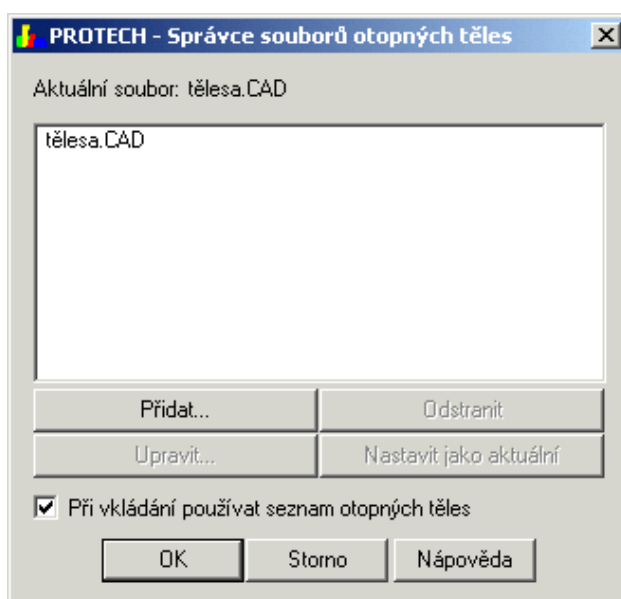 PROTECH - Správce souborů otopných těles
Aktuální soubor: tělesa.CAD
tělesa.CAD
Přidat... Odstranit
Upravit... Nastavit jako aktuální
Při vkládání používat seznam otopných těles
OK Storno Nápověda